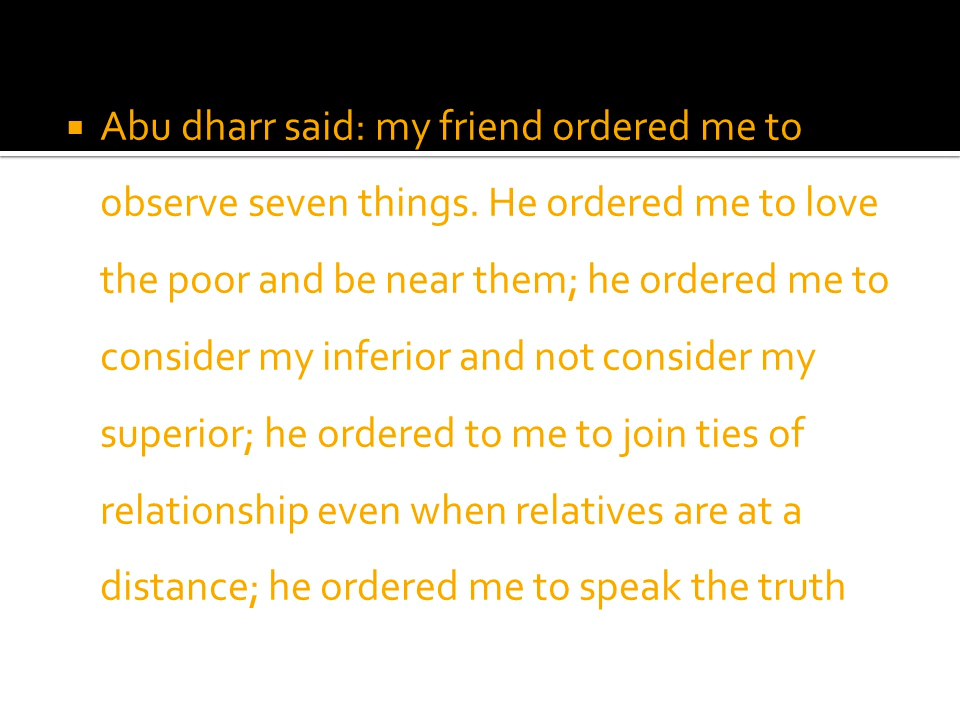 ▪ Abu dharr said: my friend ordered me to
observe seven things. He ordered me to love
the poor and be near them; he ordered me to
consider my inferior and not consider my
superior; he ordered to me to join ties of
relationship even when relatives are at a
distance; he ordered me to speak the truth